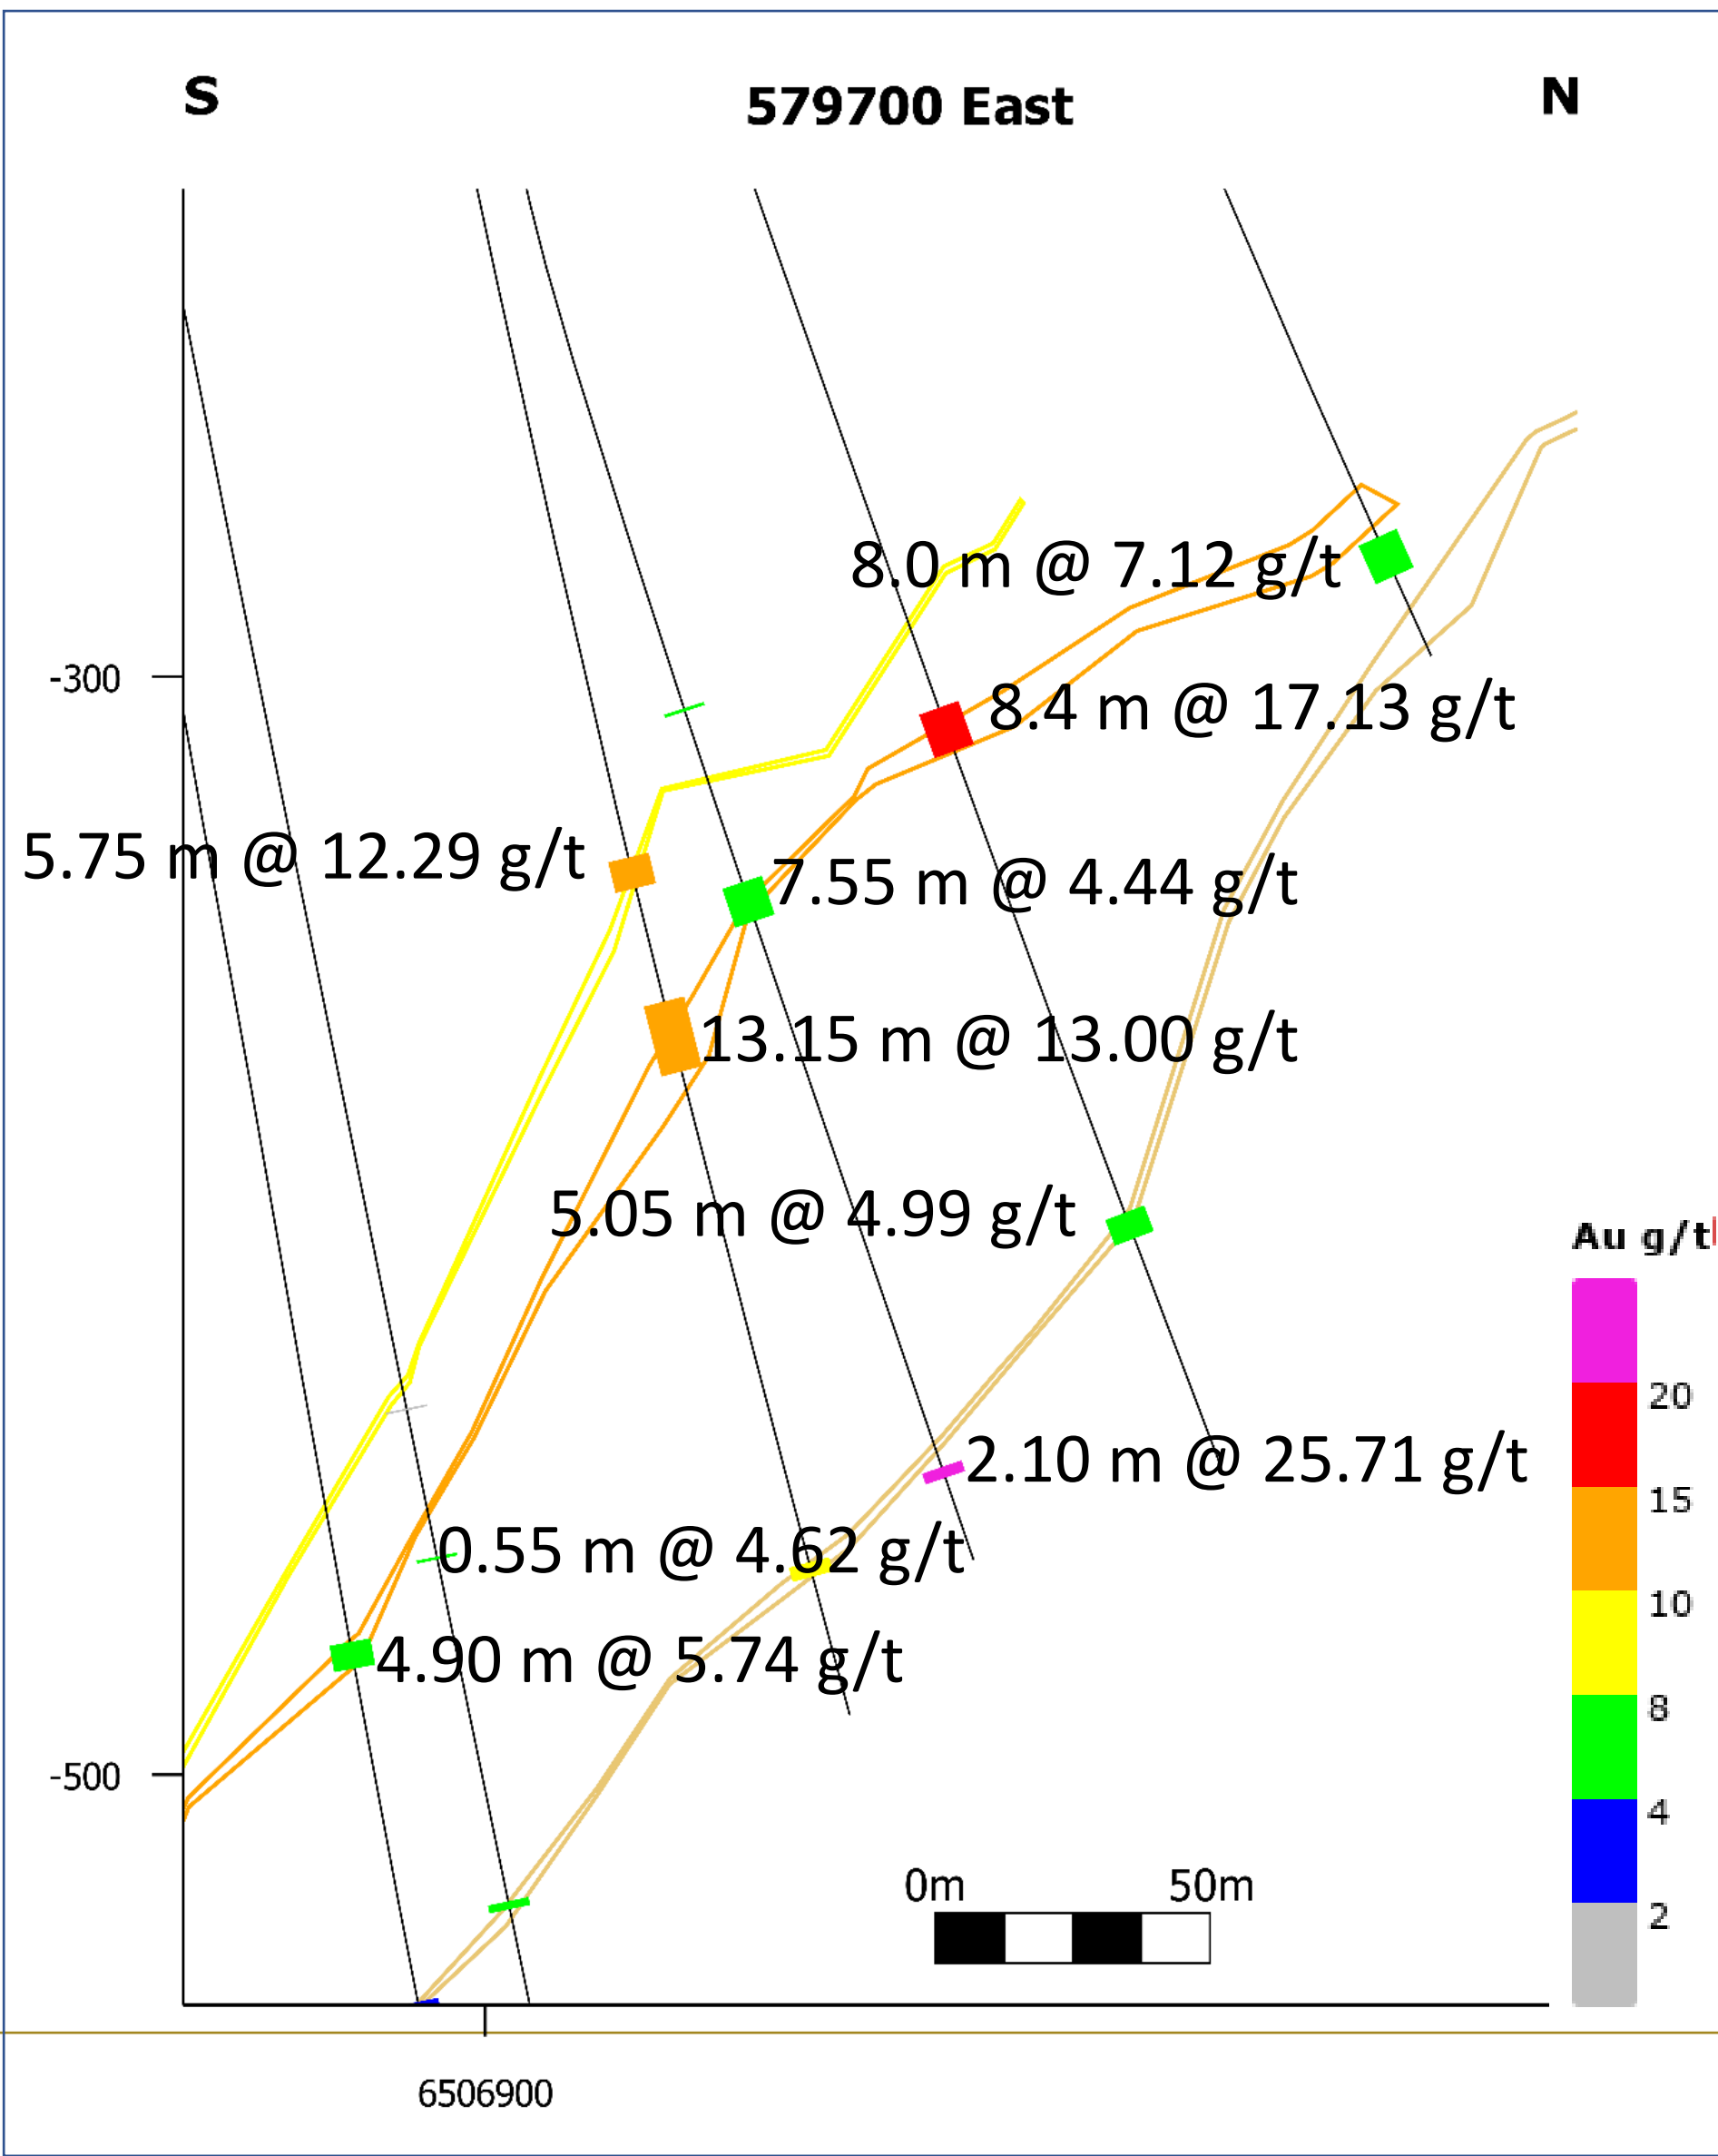 S
579700 East
N
8.0 m @ 7.12 g/t
-300
8.4 m @ 17.13 g/t
5.75 m @ 12.29 g/t
7.55 m @ 4.44 g/t
13.15 m @ 13.00 g/t
5.05 m @ 4.99 g/t
Au g/t
20
2.10 m @ 25.71 g/t
15
0.55 m @ 4.62 g/t
10
4.90 m @ 5.74 g/t
8
-500
4
0m
50m
2
6506900